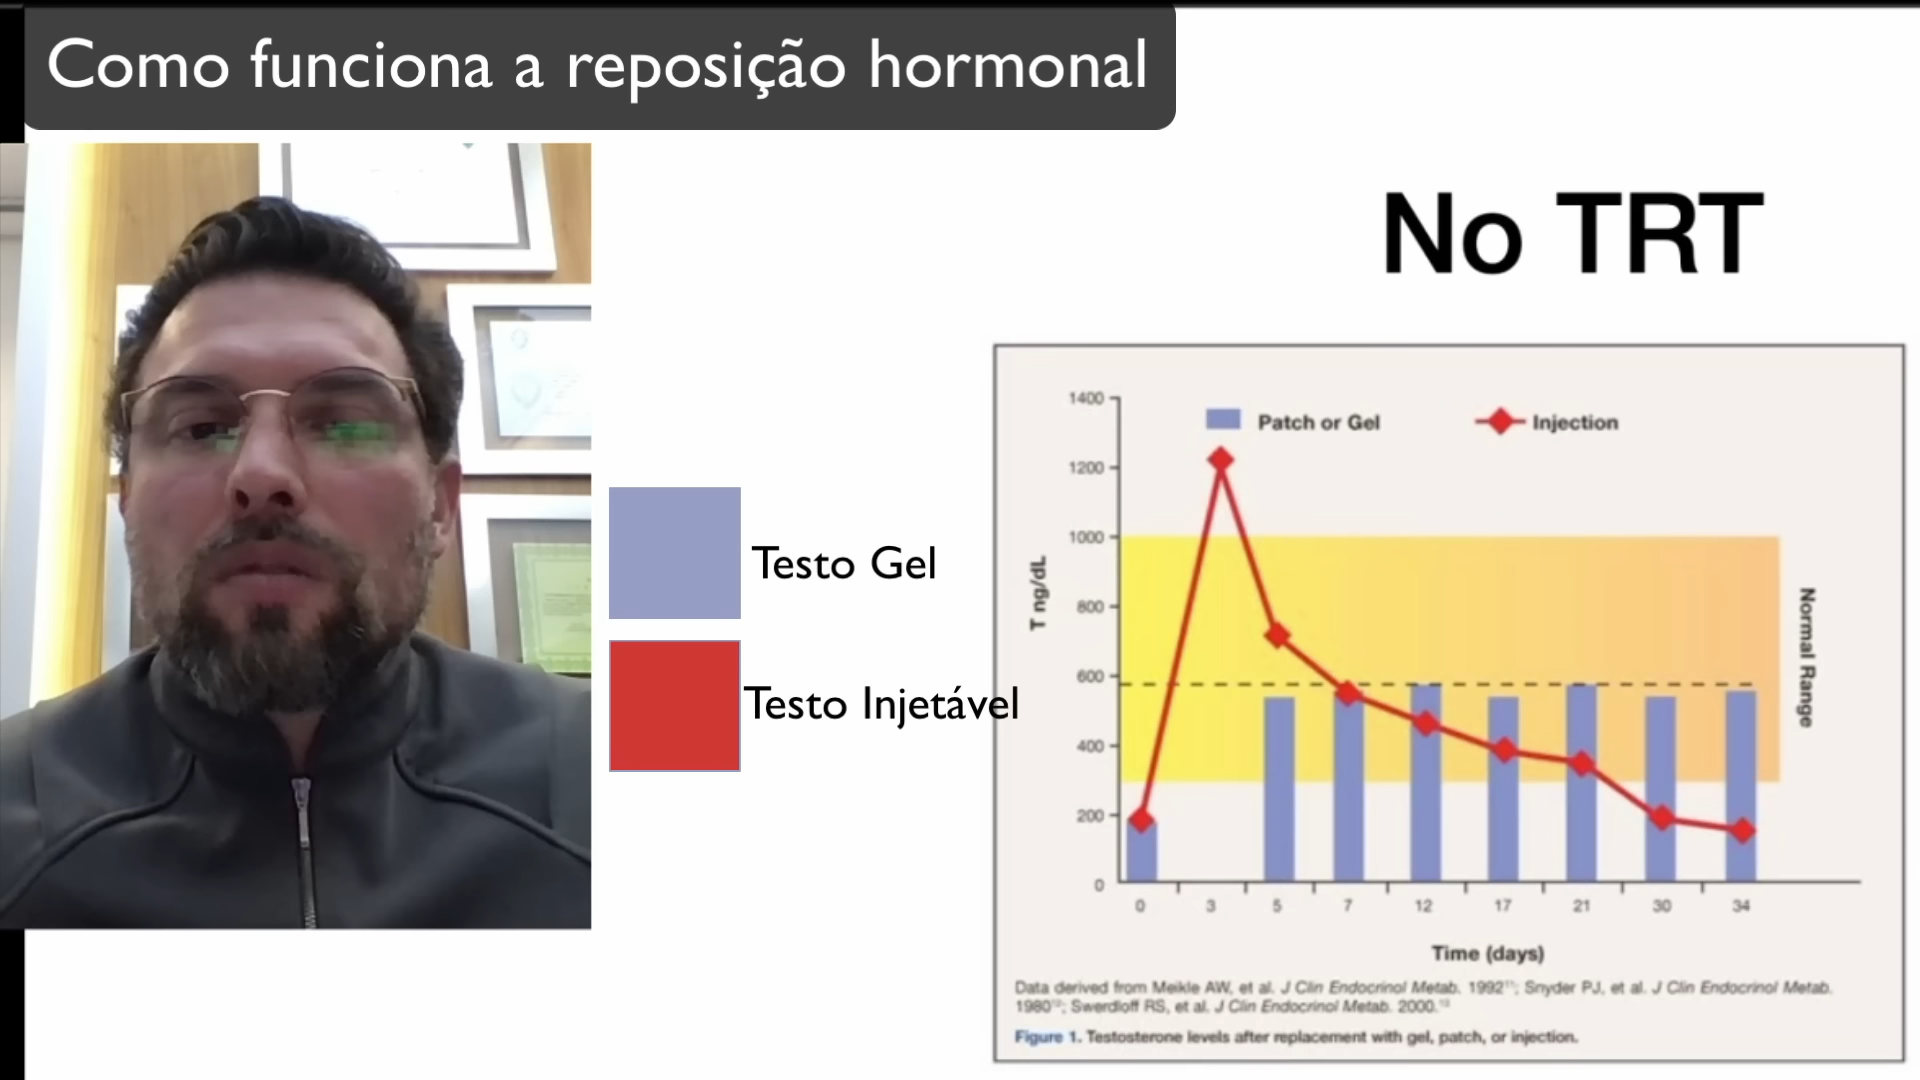 Como funciona a reposição hormonal
No TRT
Testo Gel
Testo Injetável
Patch or Gel
Injection
1400
1200
1000
800
600
400
200
0
T ng/dL
Normal Range
0 3 5 7 12 17 21 30 34
Time (days)
Data derived from Meikle AW, et al. J Clin Endocrinol Metab. 1992¹¹; Snyder PJ, et al. J Clin Endocrinol Metab.
1980¹²; Swerdloff RS, et al. J Clin Endocrinol Metab. 2000.¹³
Figure 1. Testosterone levels after replacement with gel, patch, or injection.